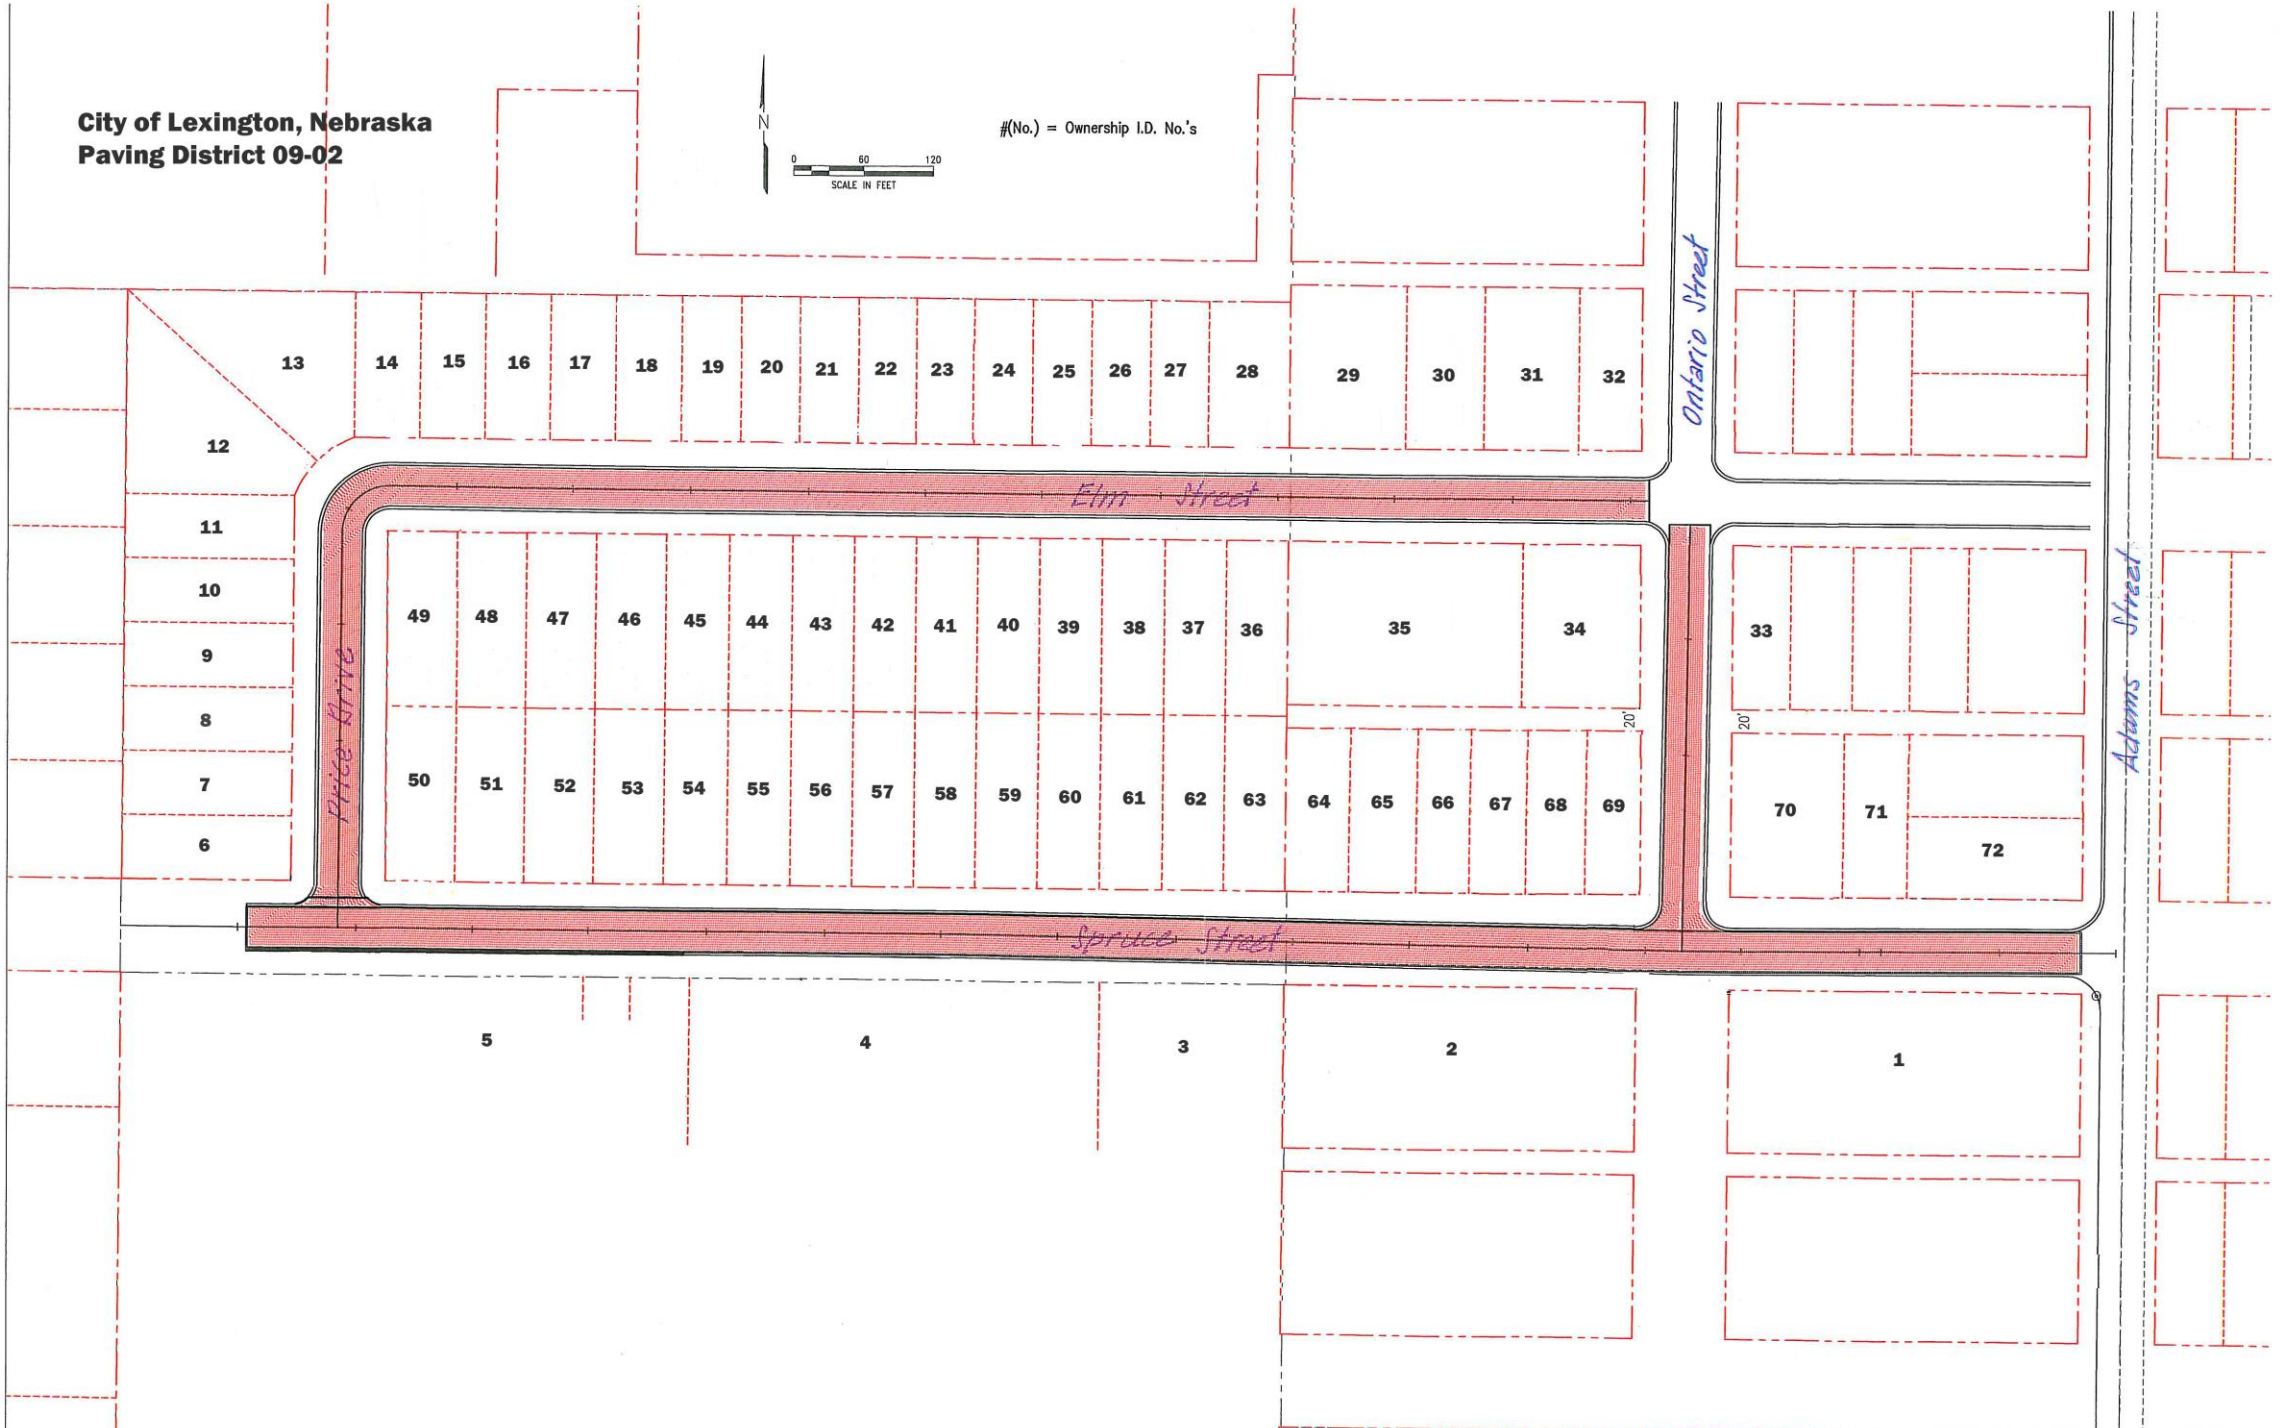 City of Lexington, Nebraska
Paving District 09-02
N
0 60 120
SCALE IN FEET
#(No.) = Ownership I.D. No.'s
Ontario Street
13 14 15 16 17 18 19 20 21 22 23 24 25 26 27 28 29 30 31 32
12
Elm Street
11
10
9
8
7
6
Price Drive
49 48 47 46 45 44 43 42 41 40 39 38 37 36 35 34 33
20' 20'
Adams Street
50 51 52 53 54 55 56 57 58 59 60 61 62 63 64 65 66 67 68 69 70 71
72
Spruce Street
5 4 3 2 1